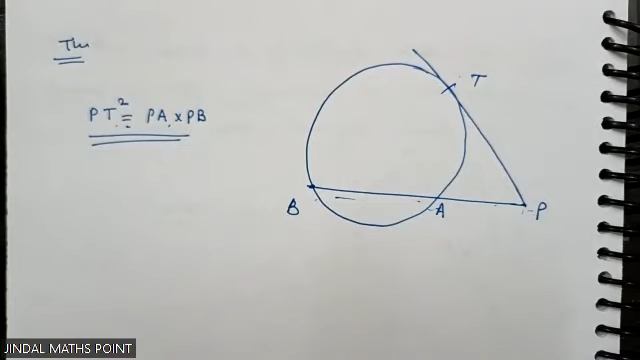 Th
PT² = PA × PB
T
B
A
P
JINDAL MATHS POINT